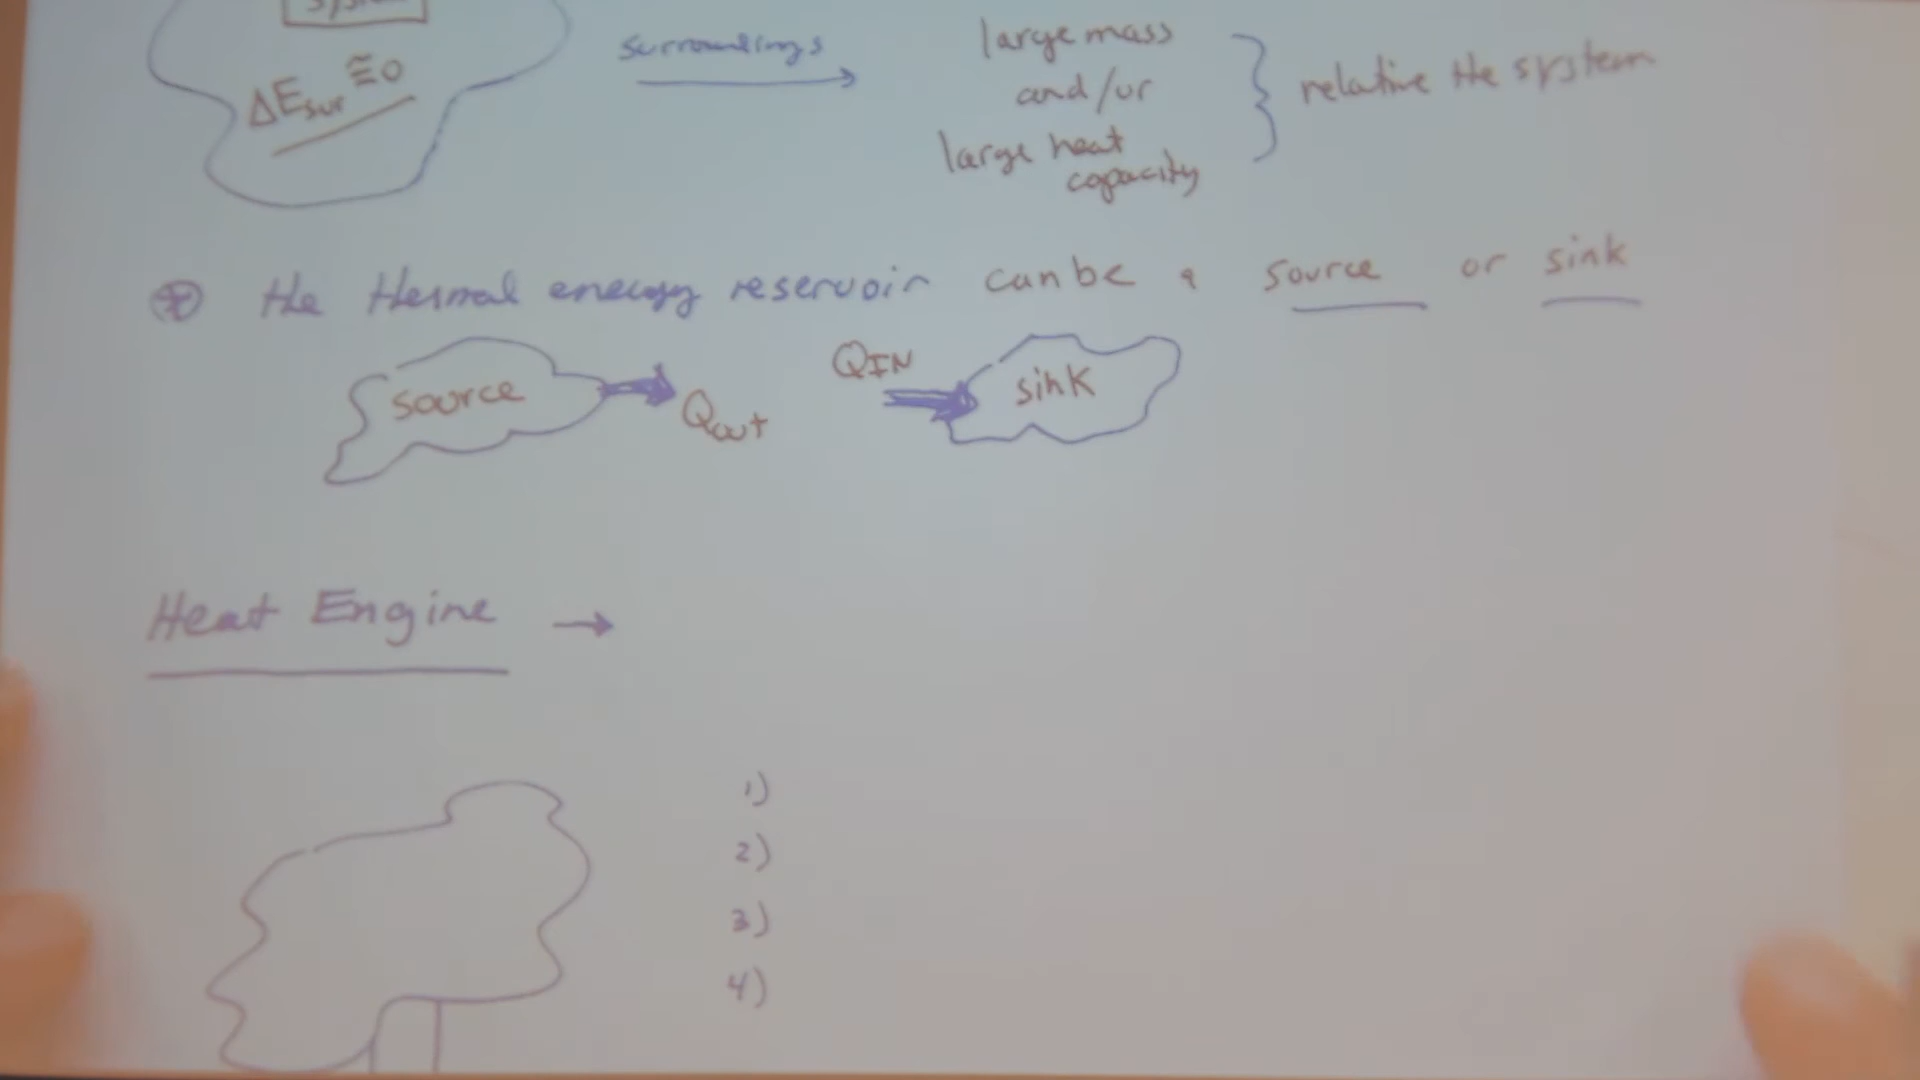 system
ΔEsur ≅ 0
surroundings
large mass
and/or
large heat
capacity
relative the system
the thermal energy reservoir can be a source or sink
source
Qout
QIN
sink
Heat Engine →
1)
2)
3)
4)